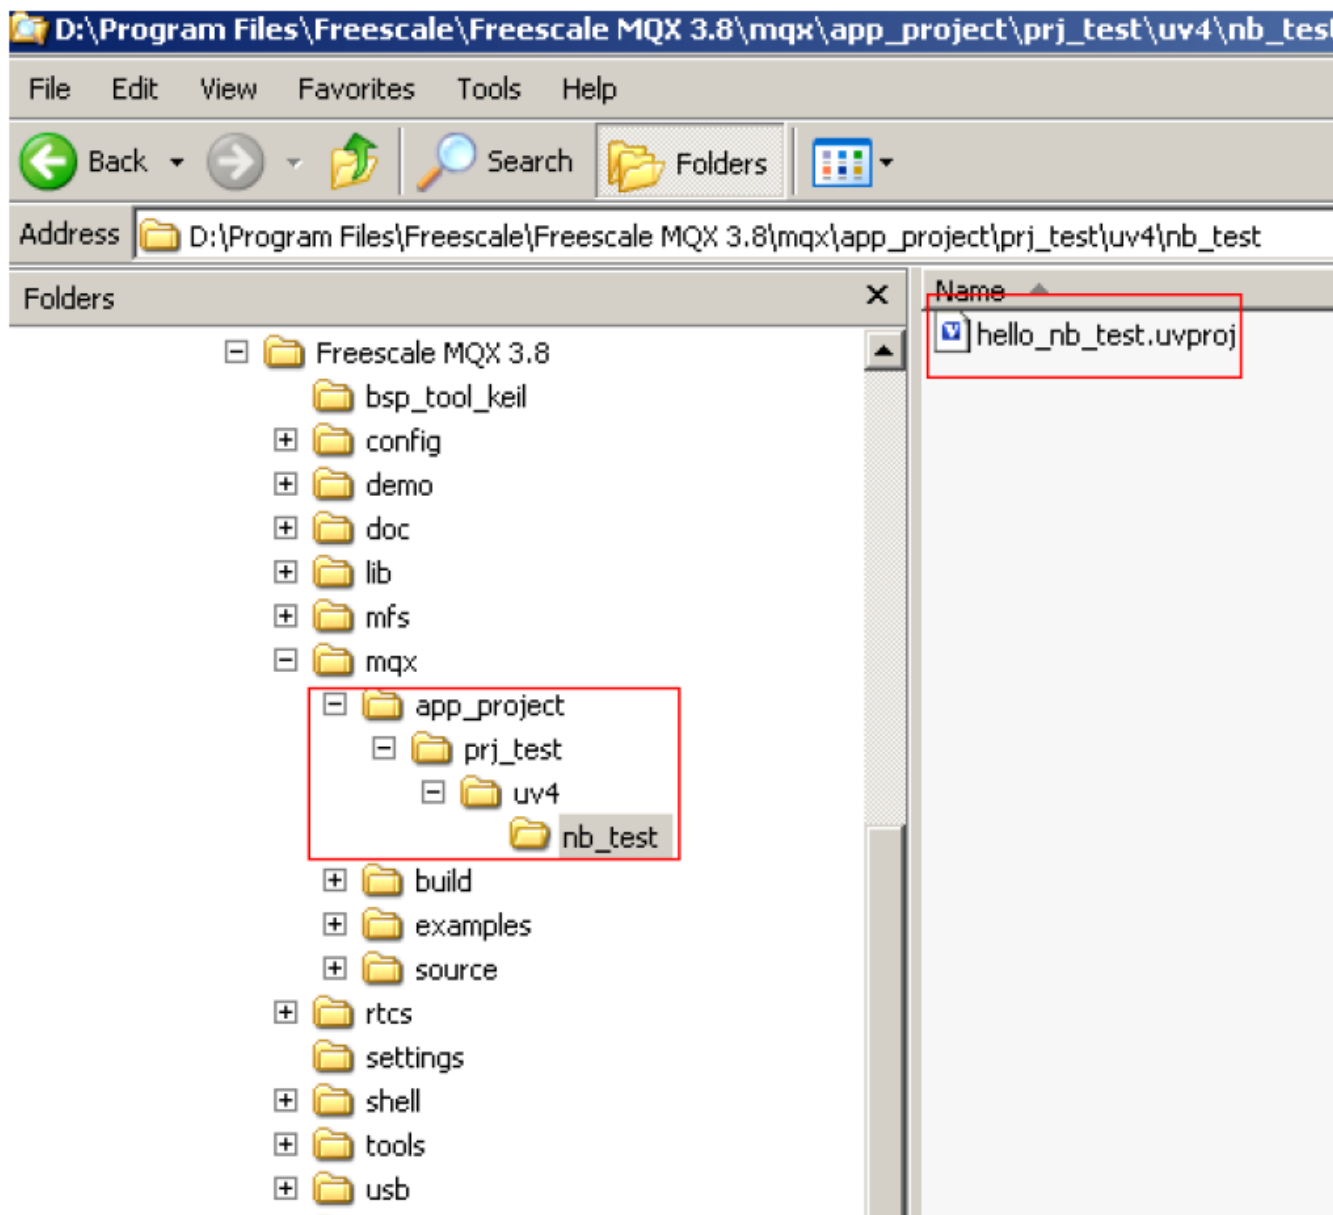 D:\Program Files\Freescale\Freescale MQX 3.8\mqx\app_project\prj_test\uv4\nb_test
File Edit View Favorites Tools Help
Back Search Folders
Address D:\Program Files\Freescale\Freescale MQX 3.8\mqx\app_project\prj_test\uv4\nb_test
Folders
Name
hello_nb_test.uvproj
Freescale MQX 3.8
bsp_tool_keil
config
demo
doc
lib
mfs
mqx
app_project
prj_test
uv4
nb_test
build
examples
source
rtcs
settings
shell
tools
usb